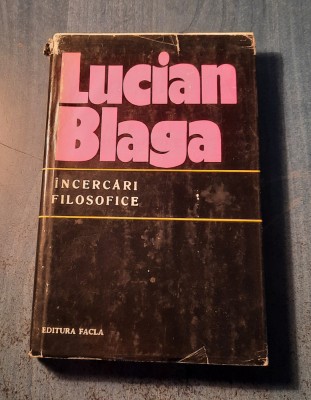 Lucian
Blaga
ÎNCERCĂRI
FILOSOFICE
EDITURA FACLA